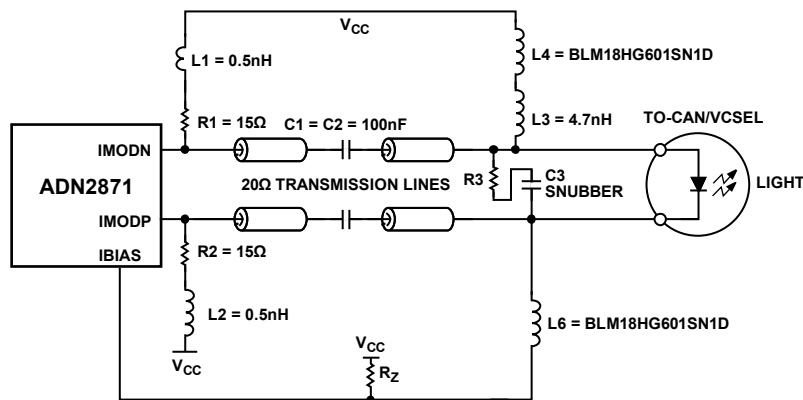 VCC
L1 = 0.5nH
L4 = BLM18HG601SN1D
R1 = 15Ω
C1 = C2 = 100nF
L3 = 4.7nH
TO-CAN/VCSEL
IMODN
ADN2871
20Ω TRANSMISSION LINES
R3
C3
SNUBBER
LIGHT
IMODP
IBIAS
R2 = 15Ω
L2 = 0.5nH
VCC
VCC
RZ
L6 = BLM18HG601SN1D